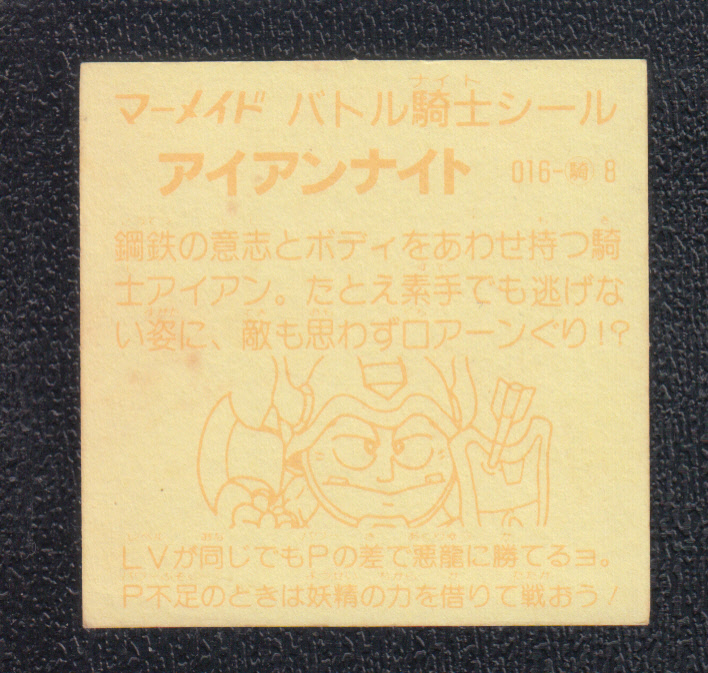 マーメイド バトル騎士シール
アイアンナイト 016-騎8
鋼鉄の意志とボディをあわせ持つ騎
士アイアン。たとえ素手でも逃げな
い姿に、敵も思わず口アーンぐり!?
LVが同じでもPの差で悪龍に勝てるヨ。
P不足のときは妖精の力を借りて戦おう!